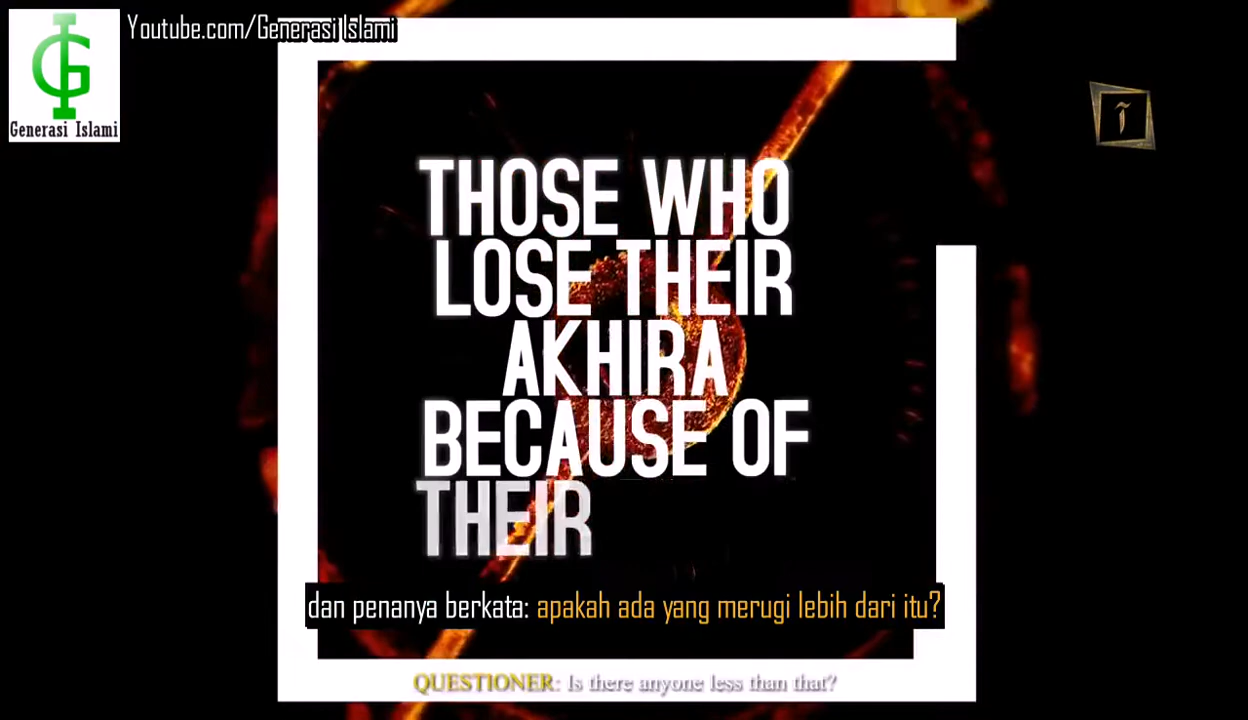 Youtube.com/Generasi Islami
Generasi Islami
THOSE WHO
LOSE THEIR
AKHIRA
BECAUSE OF
THEIR
dan penanya berkata: apakah ada yang merugi lebih dari itu?
QUESTIONER: Is there anyone less than that?